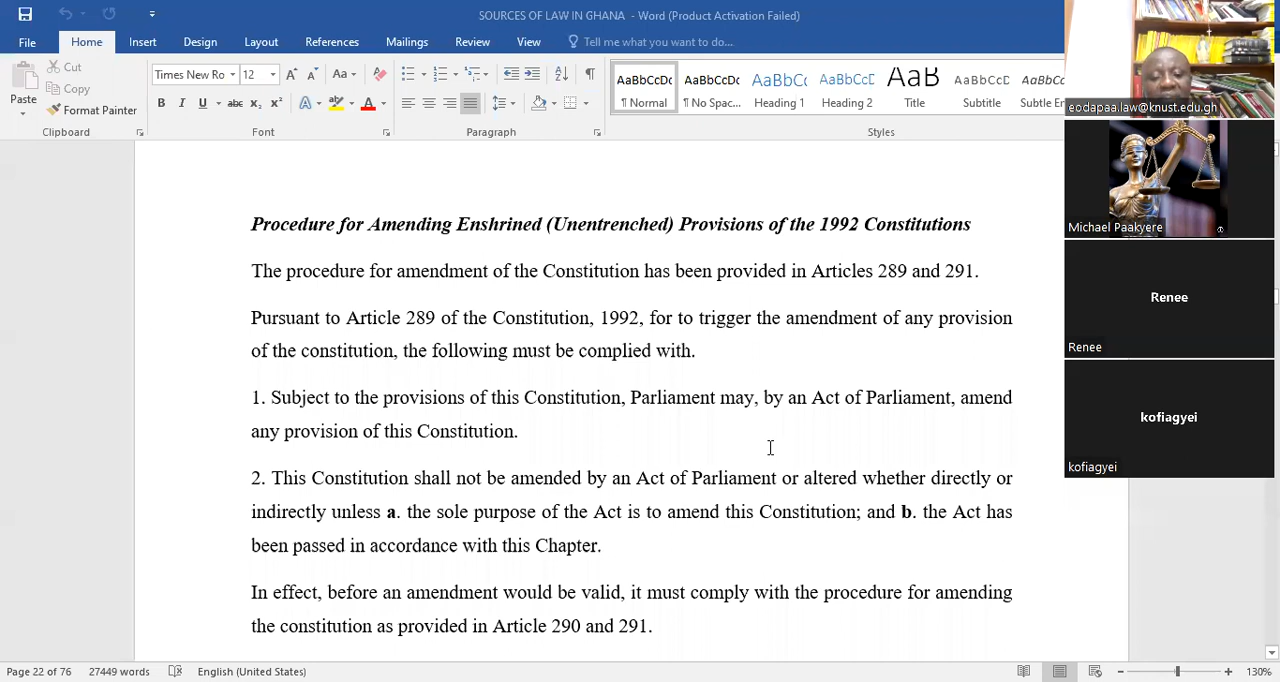 SOURCES OF LAW IN GHANA - Word (Product Activation Failed)
File Home Insert Design Layout References Mailings Review View Tell me what you want to do...
Cut
Copy
Format Painter
Paste
Clipboard
Times New Ro 12
Aa
B I U abc x₂ x²
A
Font
Paragraph
AaBbCcDc AaBbCcDc AaBbCc AaBbCcE AaB AaBbCcD AaBbCcD
¶ Normal ¶ No Spac... Heading 1 Heading 2 Title Subtitle Subtle Em
Styles
Procedure for Amending Enshrined (Unentrenched) Provisions of the 1992 Constitutions
The procedure for amendment of the Constitution has been provided in Articles 289 and 291.
Pursuant to Article 289 of the Constitution, 1992, for to trigger the amendment of any provision
of the constitution, the following must be complied with.
1. Subject to the provisions of this Constitution, Parliament may, by an Act of Parliament, amend
any provision of this Constitution.
2. This Constitution shall not be amended by an Act of Parliament or altered whether directly or
indirectly unless a. the sole purpose of the Act is to amend this Constitution; and b. the Act has
been passed in accordance with this Chapter.
In effect, before an amendment would be valid, it must comply with the procedure for amending
the constitution as provided in Article 290 and 291.
eodapaa.law@knust.edu.gh
Michael Paakyere
Renee
Renee
kofiagyei
kofiagyei
Page 22 of 76 27449 words English (United States) 130%